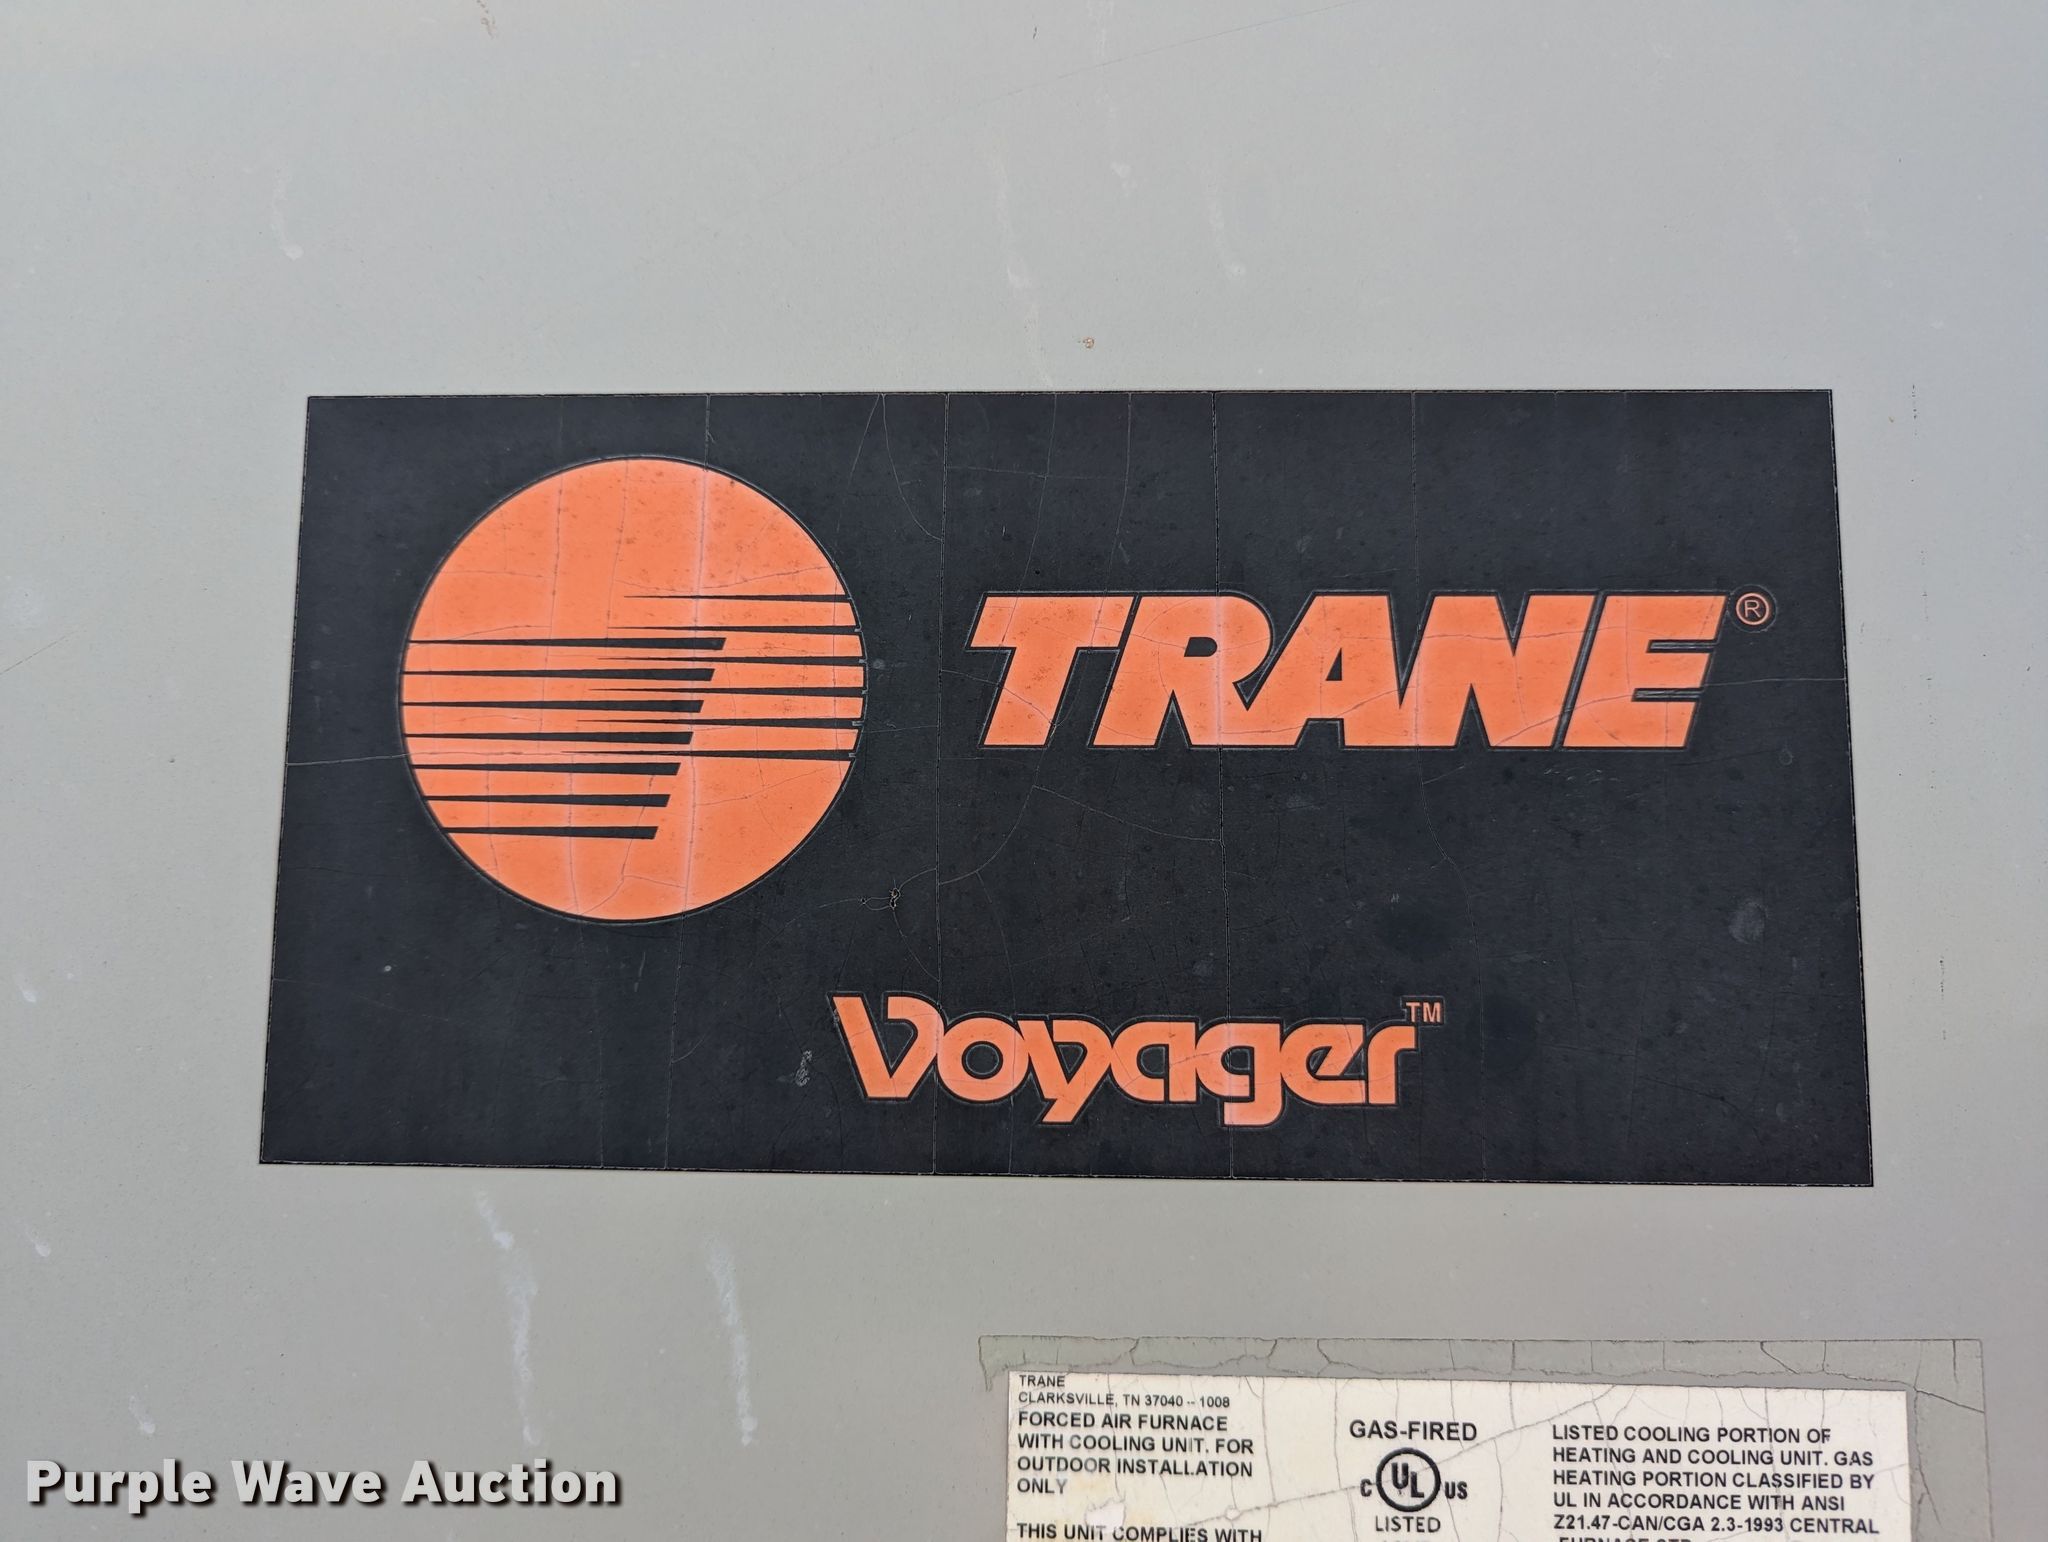 TRANE®
Voyager™
TRANE
CLARKSVILLE, TN 37040 -- 1008
FORCED AIR FURNACE
WITH COOLING UNIT. FOR
OUTDOOR INSTALLATION
ONLY
THIS UNIT COMPLIES WITH
GAS-FIRED
C UL US
LISTED
LISTED COOLING PORTION OF
HEATING AND COOLING UNIT. GAS
HEATING PORTION CLASSIFIED BY
UL IN ACCORDANCE WITH ANSI
Z21.47-CAN/CGA 2.3-1993 CENTRAL
Purple Wave Auction